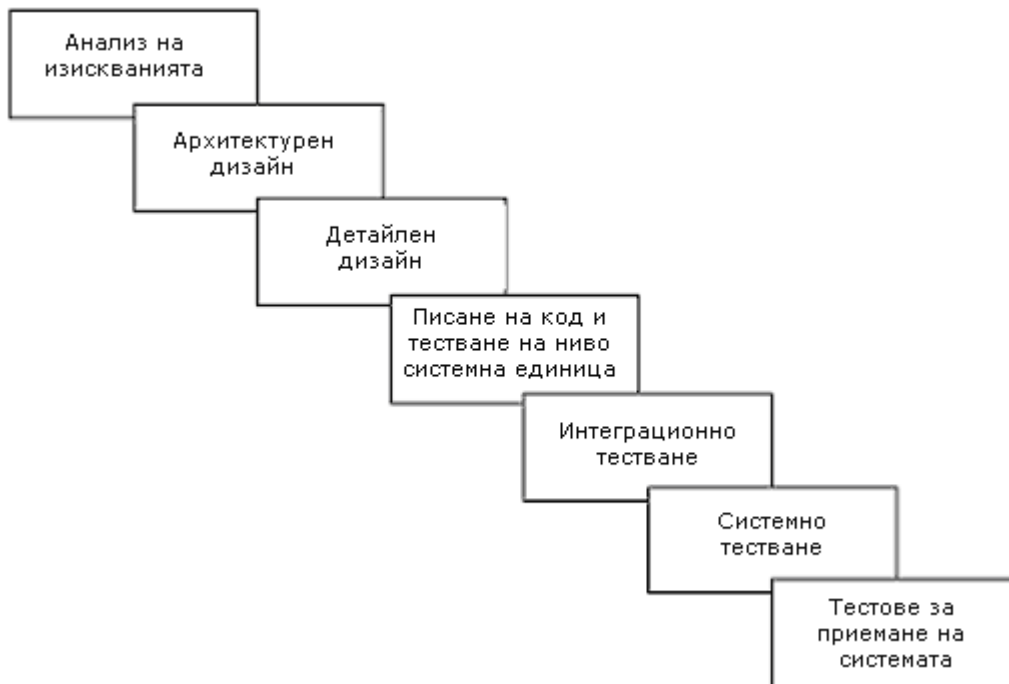 Анализ на
изискванията
Архитектурен
дизайн
Детайлен
дизайн
Писане на код и
тестване на ниво
системна единица
Интеграционно
тестване
Системно
тестване
Тестове за
приемане на
системата